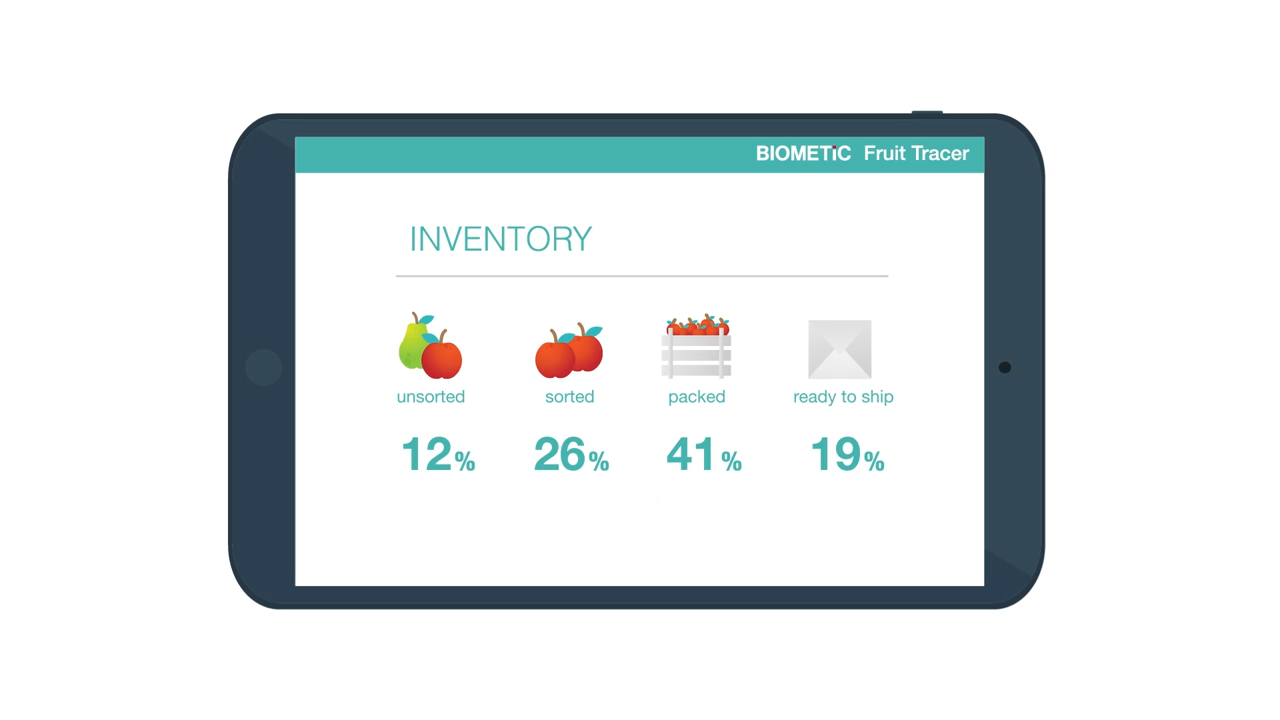 BIOMETiC Fruit Tracer
INVENTORY
unsorted sorted packed ready to ship
12% 26% 41% 19%